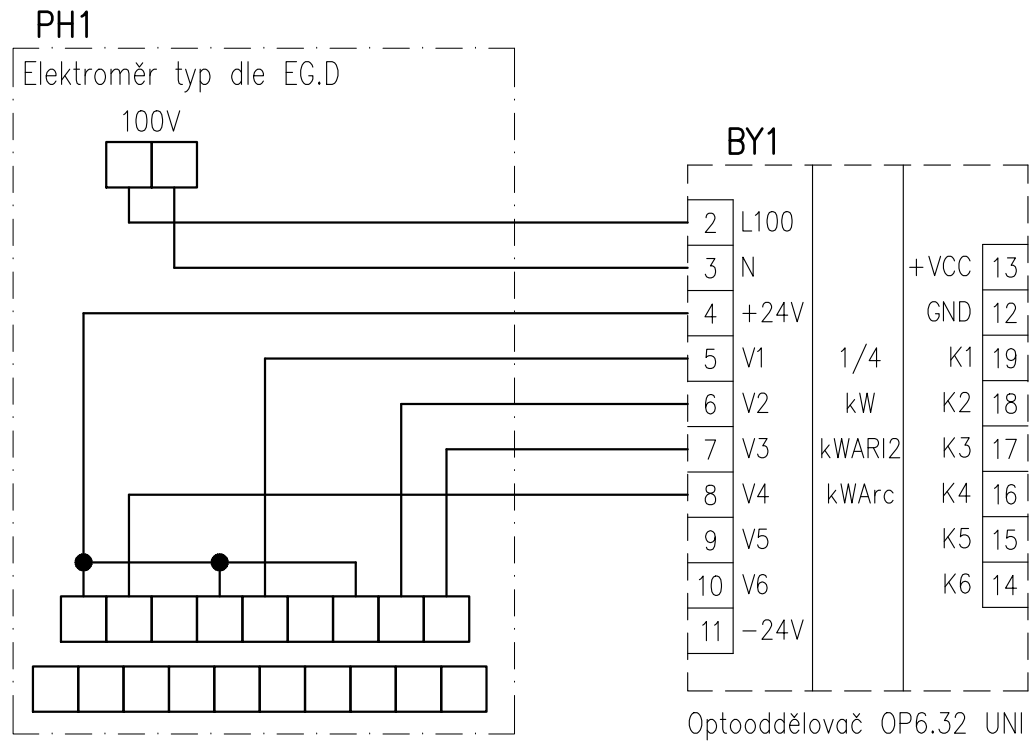 PH1
Elektroměr typ dle EG.D
100V
BY1
2 L100
3 N +VCC 13
4 +24V GND 12
5 V1 1/4 K1 19
6 V2 kW K2 18
7 V3 kWARI2 K3 17
8 V4 kWArc K4 16
9 V5 K5 15
10 V6 K6 14
11 -24V
Optooddělovač OP6.32 UNI